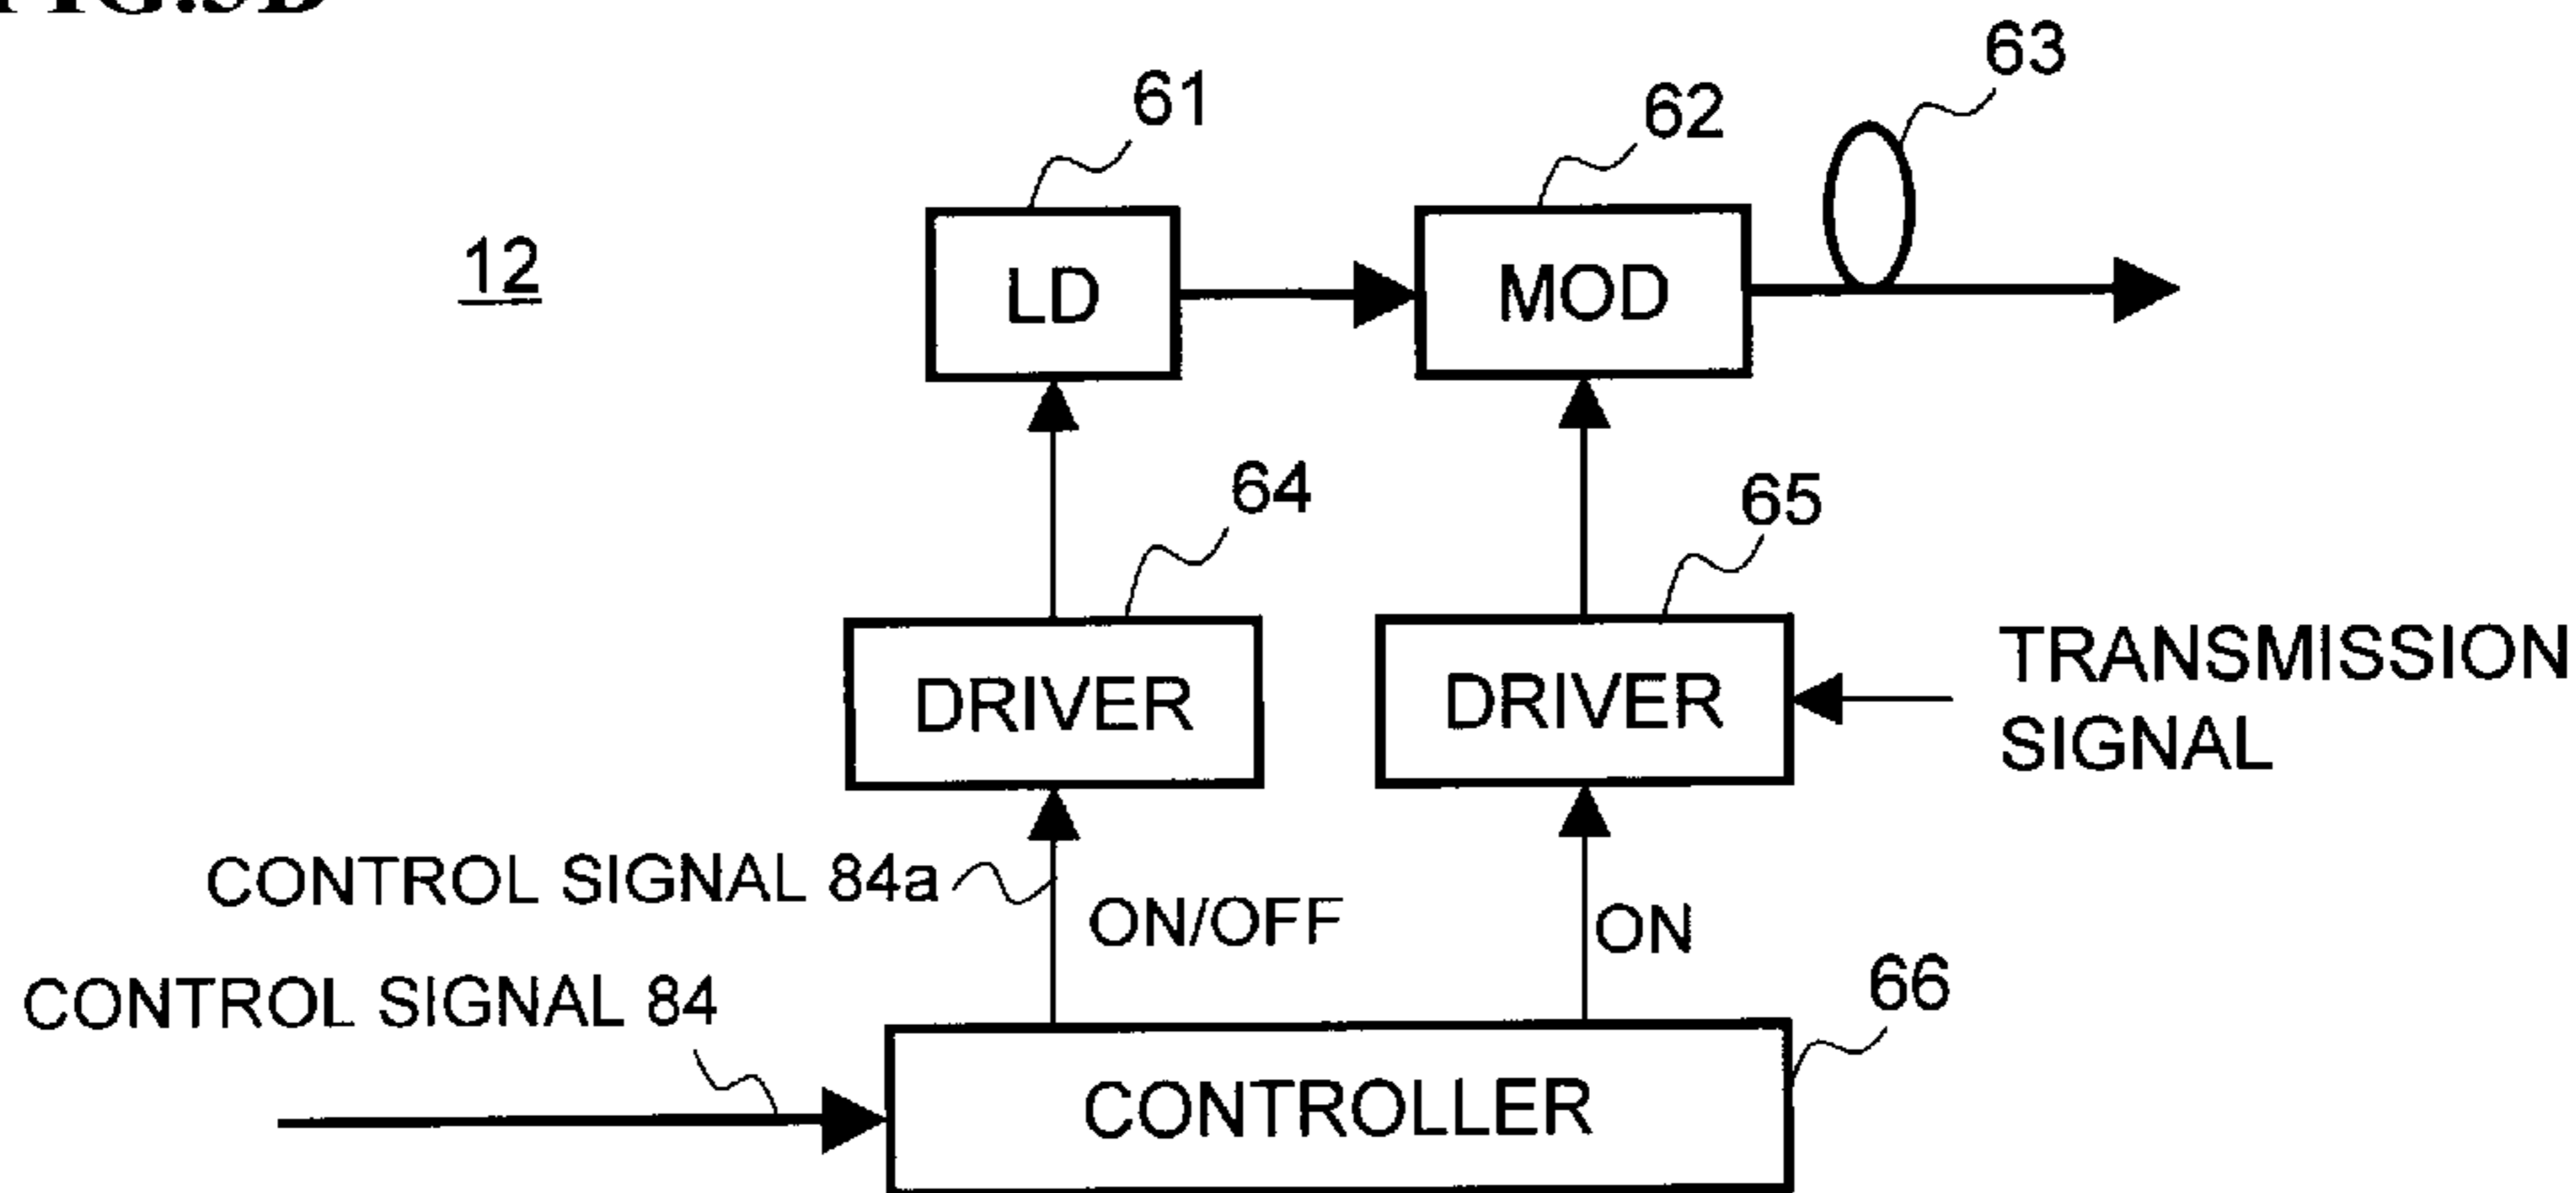 63
61
62
12
LD
MOD
64
65
DRIVER
DRIVER
TRANSMISSION
SIGNAL
CONTROL SIGNAL 84a
ON/OFF
ON
CONTROL SIGNAL 84
66
CONTROLLER